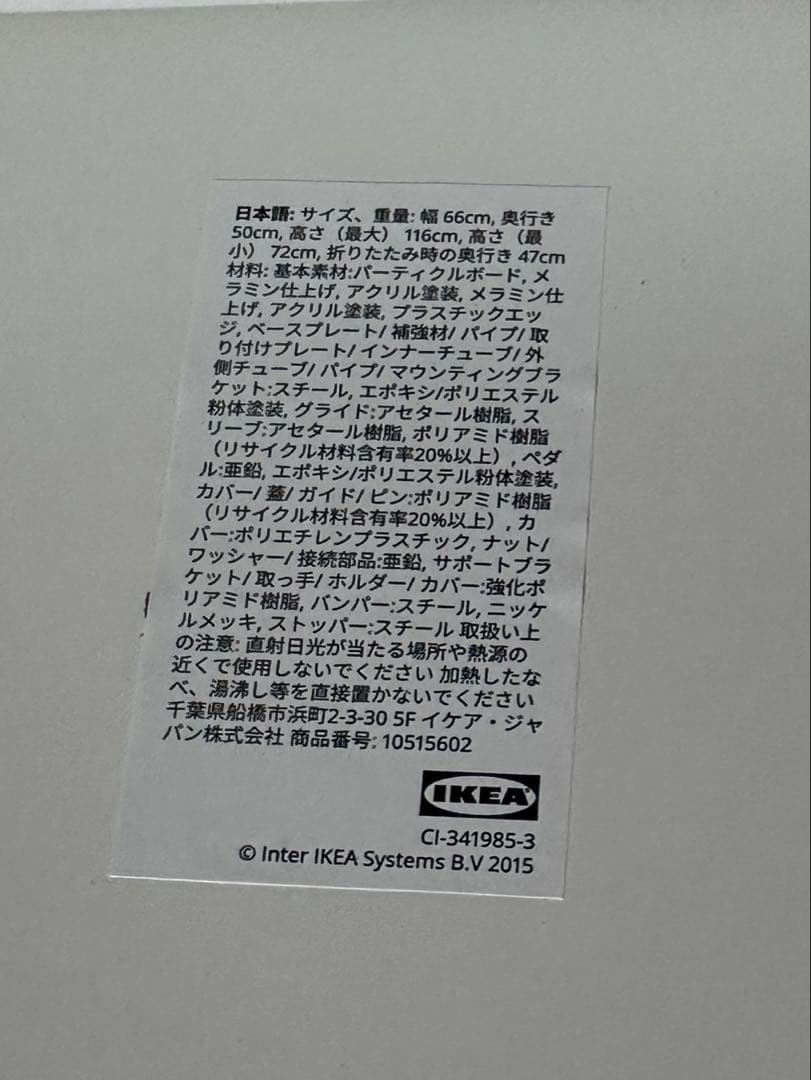 日本語: サイズ、重量: 幅 66cm, 奥行き
50cm, 高さ（最大） 116cm, 高さ（最
小） 72cm, 折りたたみ時の奥行き 47cm
材料: 基本素材:パーティクルボード, メ
ラミン仕上げ, アクリル塗装, メラミン仕
上げ, アクリル塗装, プラスチックエッ
ジ, ベースプレート/ 補強材/ パイプ/ 取
り付けプレート/ インナーチューブ/ 外
側チューブ/ パイプ/ マウンティングブラ
ケット:スチール, エポキシ/ポリエステル
粉体塗装, グライド:アセタール樹脂, ス
リーブ:アセタール樹脂, ポリアミド樹脂
（リサイクル材料含有率20%以上）, ペダ
ル:亜鉛, エポキシ/ポリエステル粉体塗装,
カバー/ 蓋/ ガイド/ ピン:ポリアミド樹脂
（リサイクル材料含有率20%以上）, カ
バー:ポリエチレンプラスチック, ナット/
ワッシャー/ 接続部品:亜鉛, サポートブラ
ケット/ 取っ手/ ホルダー/ カバー:強化ポ
リアミド樹脂, バンパー:スチール, ニッケ
ルメッキ, ストッパー:スチール 取扱い上
の注意: 直射日光が当たる場所や熱源の
近くで使用しないでください 加熱したな
べ、湯沸し等を直接置かないでください
千葉県船橋市浜町2-3-30 5F イケア・ジャ
パン株式会社 商品番号: 10515602
IKEA
CI-341985-3
© Inter IKEA Systems B.V 2015